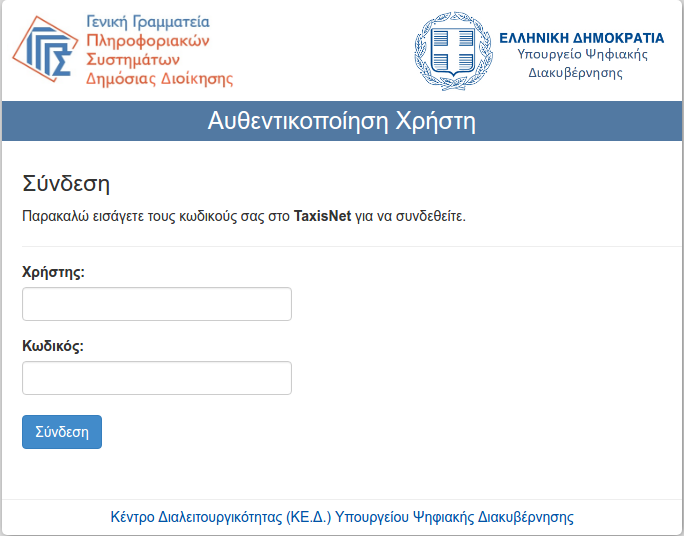 Γενική Γραμματεία
Πληροφοριακών
Συστημάτων
Δημόσιας Διοίκησης
ΕΛΛΗΝΙΚΗ ΔΗΜΟΚΡΑΤΙΑ
Υπουργείο Ψηφιακής
Διακυβέρνησης
Αυθεντικοποίηση Χρήστη
Σύνδεση
Παρακαλώ εισάγετε τους κωδικούς σας στο TaxisNet για να συνδεθείτε.
Χρήστης:
Κωδικός:
Σύνδεση
Κέντρο Διαλειτουργικότητας (ΚΕ.Δ.) Υπουργείου Ψηφιακής Διακυβέρνησης